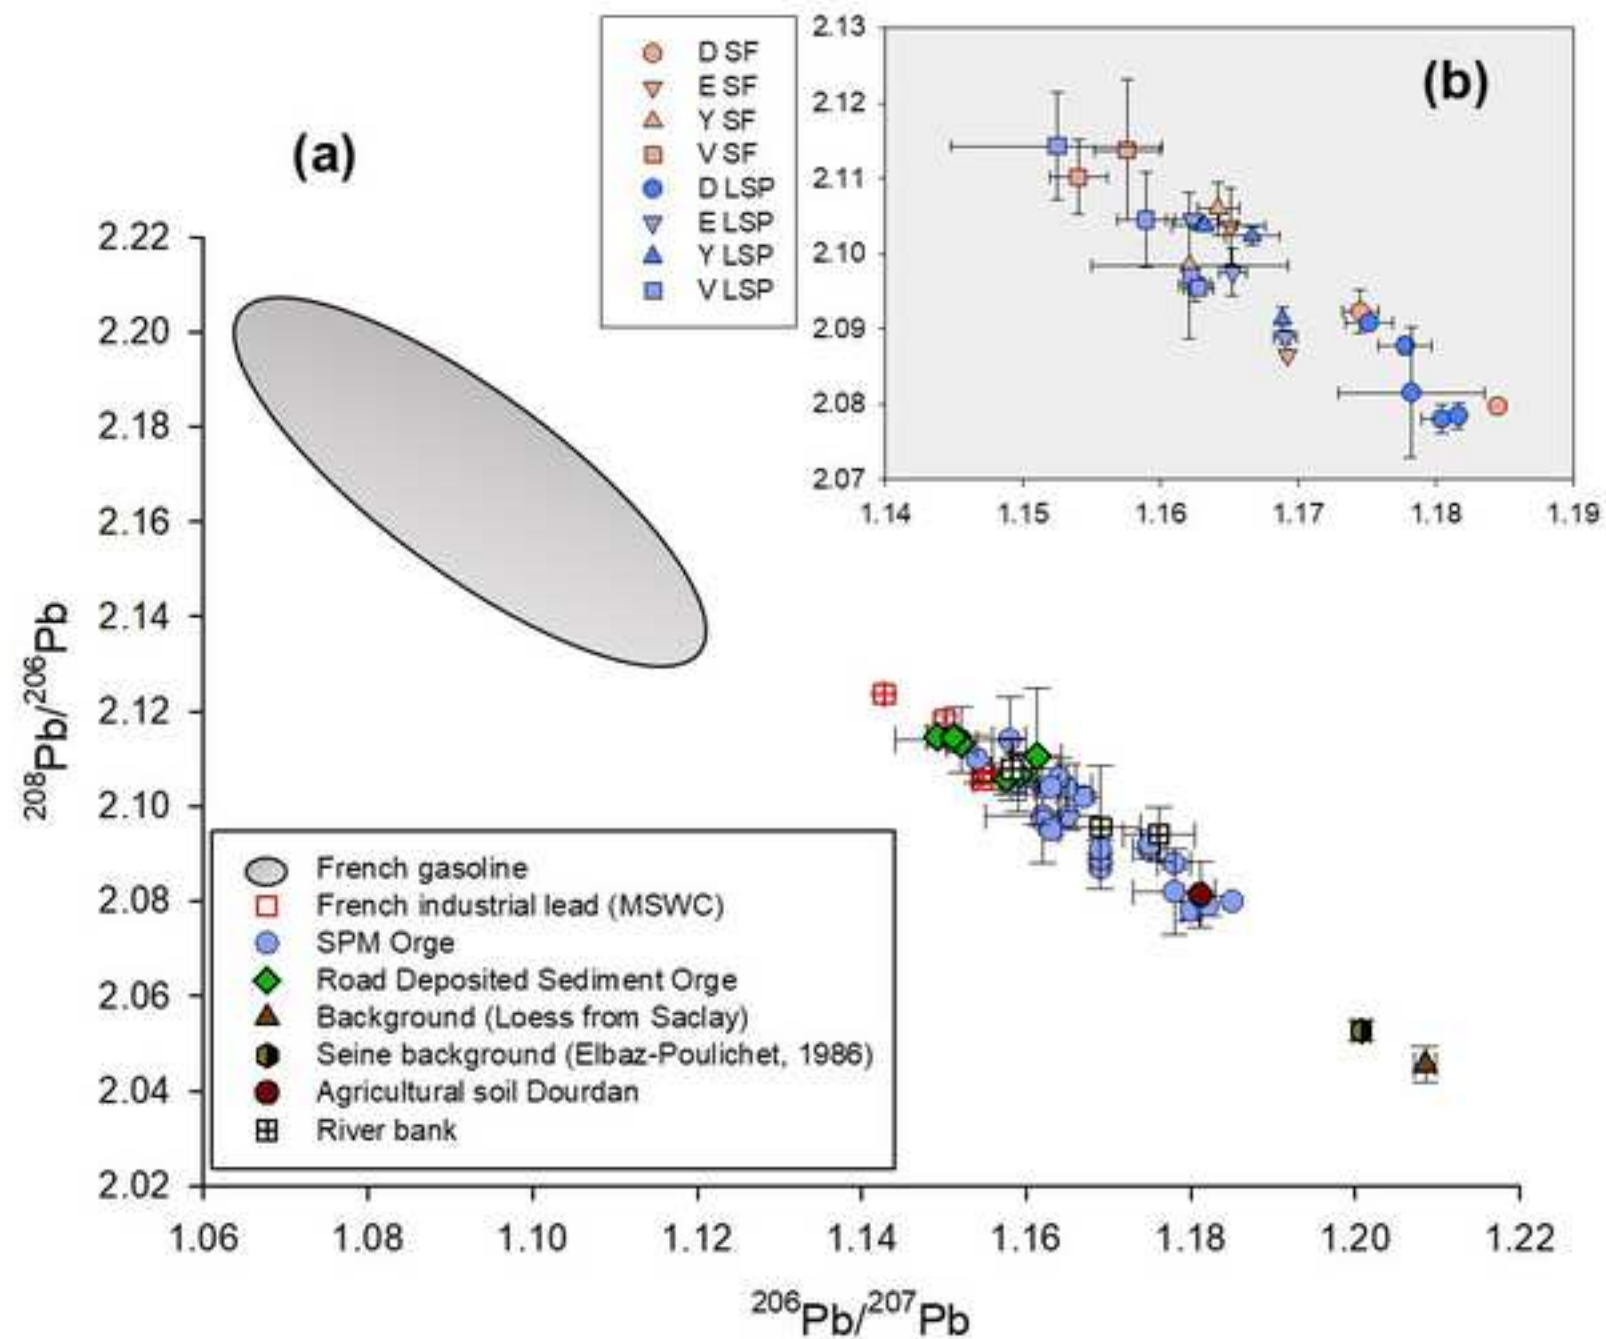 (a)
²⁰⁸Pb/²⁰⁶Pb
2.22
2.20
2.18
2.16
2.14
2.12
2.10
2.08
2.06
2.04
2.02
1.06 1.08 1.10 1.12 1.14 1.16 1.18 1.20 1.22
²⁰⁶Pb/²⁰⁷Pb
French gasoline
French industrial lead (MSWC)
SPM Orge
Road Deposited Sediment Orge
Background (Loess from Saclay)
Seine background (Elbaz-Poulichet, 1986)
Agricultural soil Dourdan
River bank
D SF
E SF
Y SF
V SF
D LSP
E LSP
Y LSP
V LSP
(b)
2.13
2.12
2.11
2.10
2.09
2.08
2.07
1.14 1.15 1.16 1.17 1.18 1.19